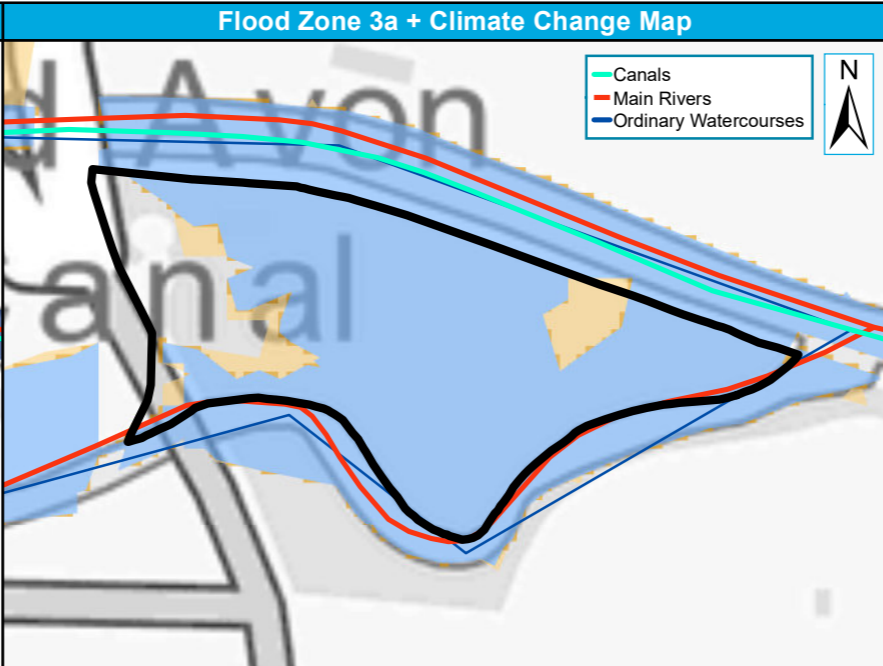 Flood Zone 3a + Climate Change Map
Canals
Main Rivers
Ordinary Watercourses
N
d Avon
Canal